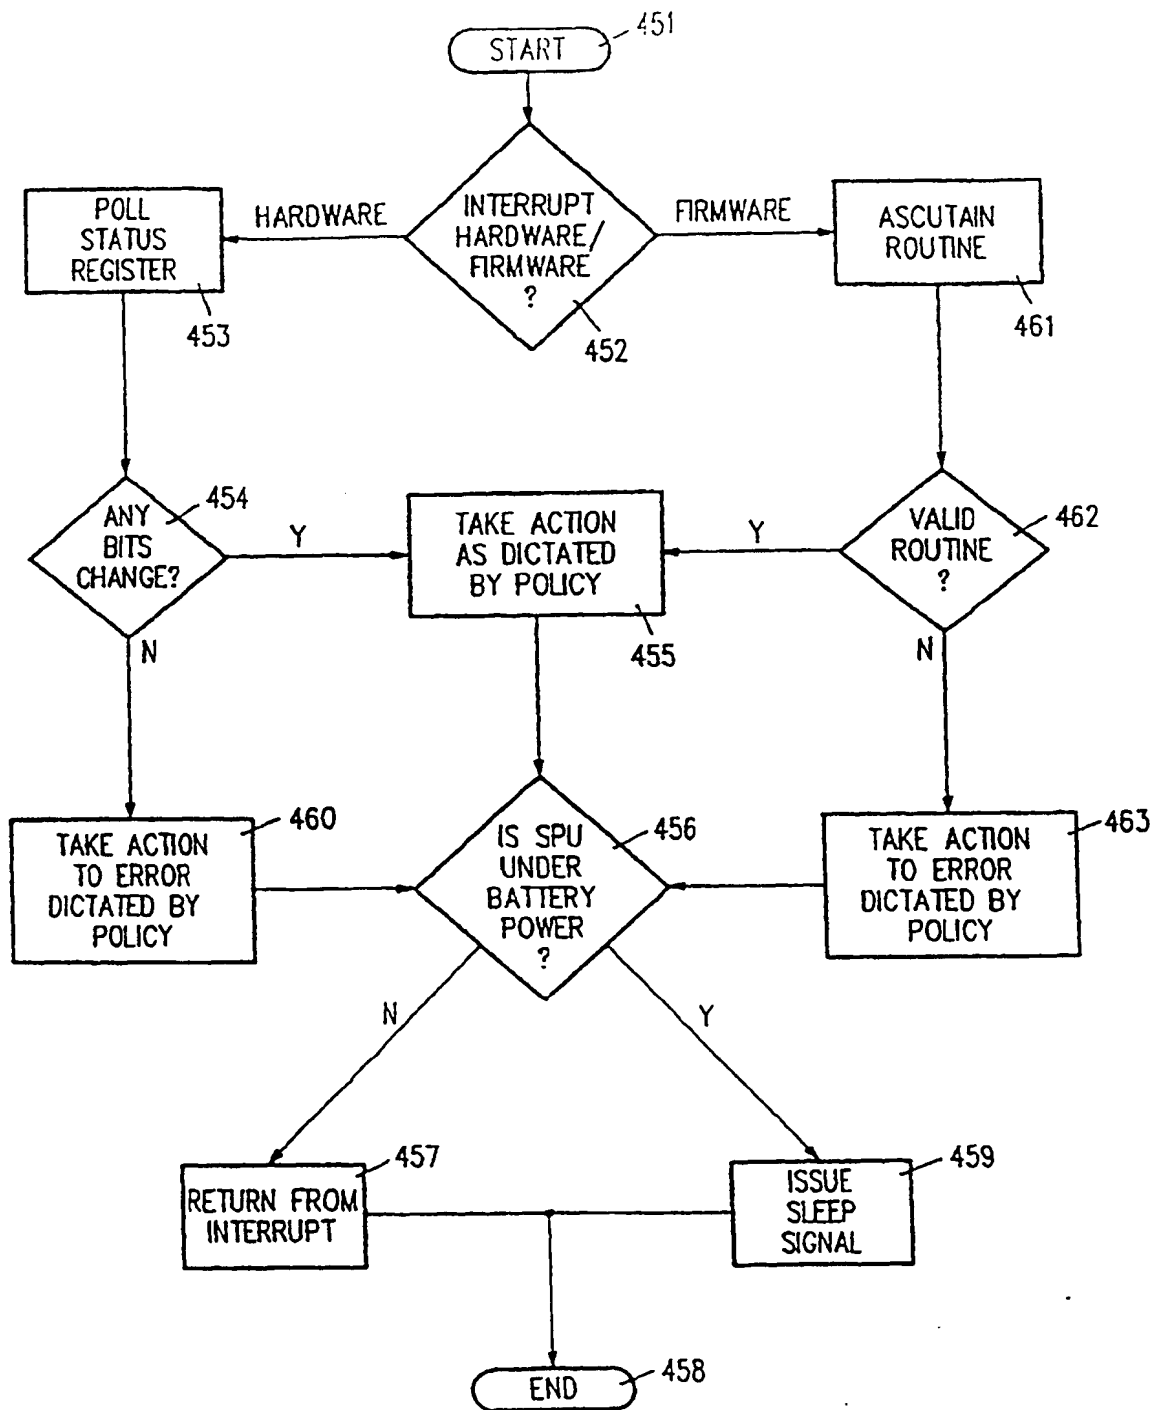 START
451
INTERRUPT
HARDWARE/
FIRMWARE
?
452
HARDWARE
FIRMWARE
POLL
STATUS
REGISTER
453
ASCUTAIN
ROUTINE
461
ANY
BITS
CHANGE?
454
Y
N
TAKE ACTION
AS DICTATED
BY POLICY
455
VALID
ROUTINE
?
462
Y
N
TAKE ACTION
TO ERROR
DICTATED BY
POLICY
460
IS SPU
UNDER
BATTERY
POWER
?
456
TAKE ACTION
TO ERROR
DICTATED BY
POLICY
463
N
Y
RETURN FROM
INTERRUPT
457
ISSUE
SLEEP
SIGNAL
459
END
458